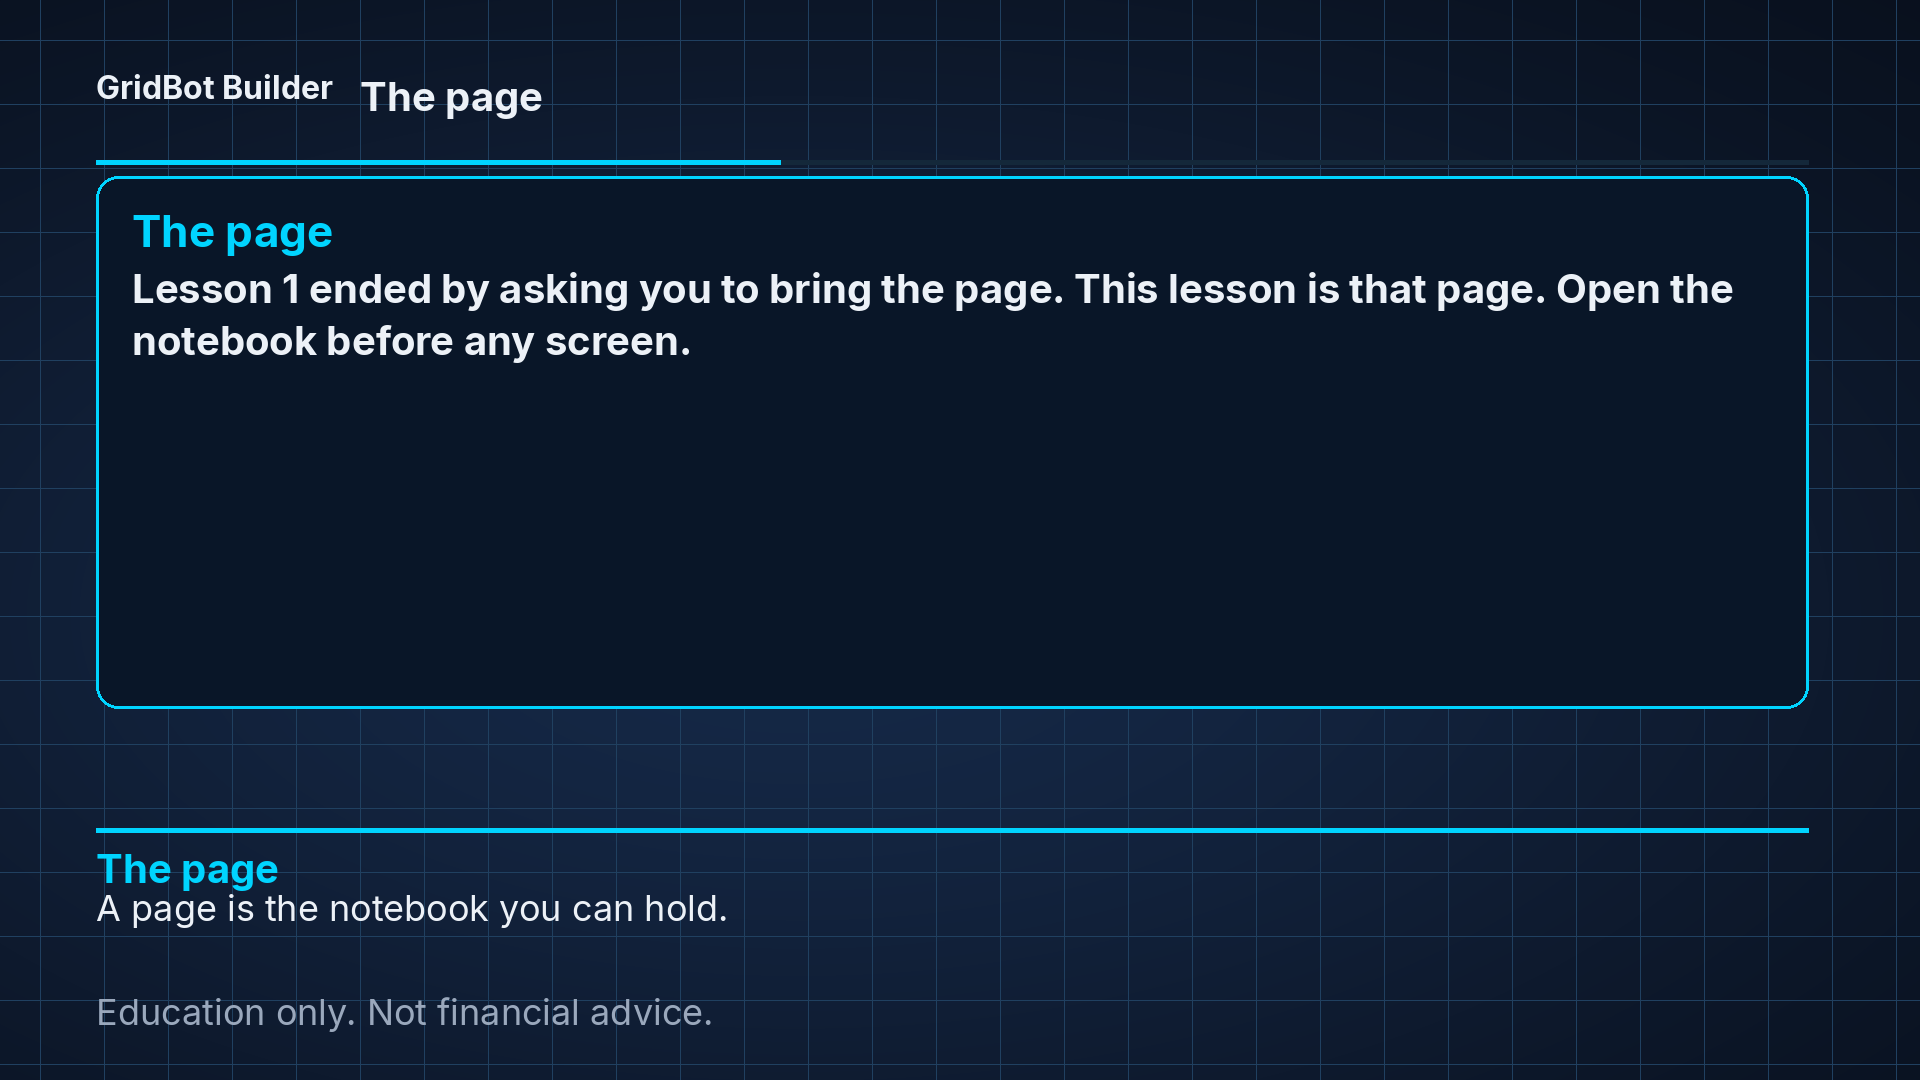 GridBot Builder The page
The page
Lesson 1 ended by asking you to bring the page. This lesson is that page. Open the
notebook before any screen.
The page
A page is the notebook you can hold.
Education only. Not financial advice.